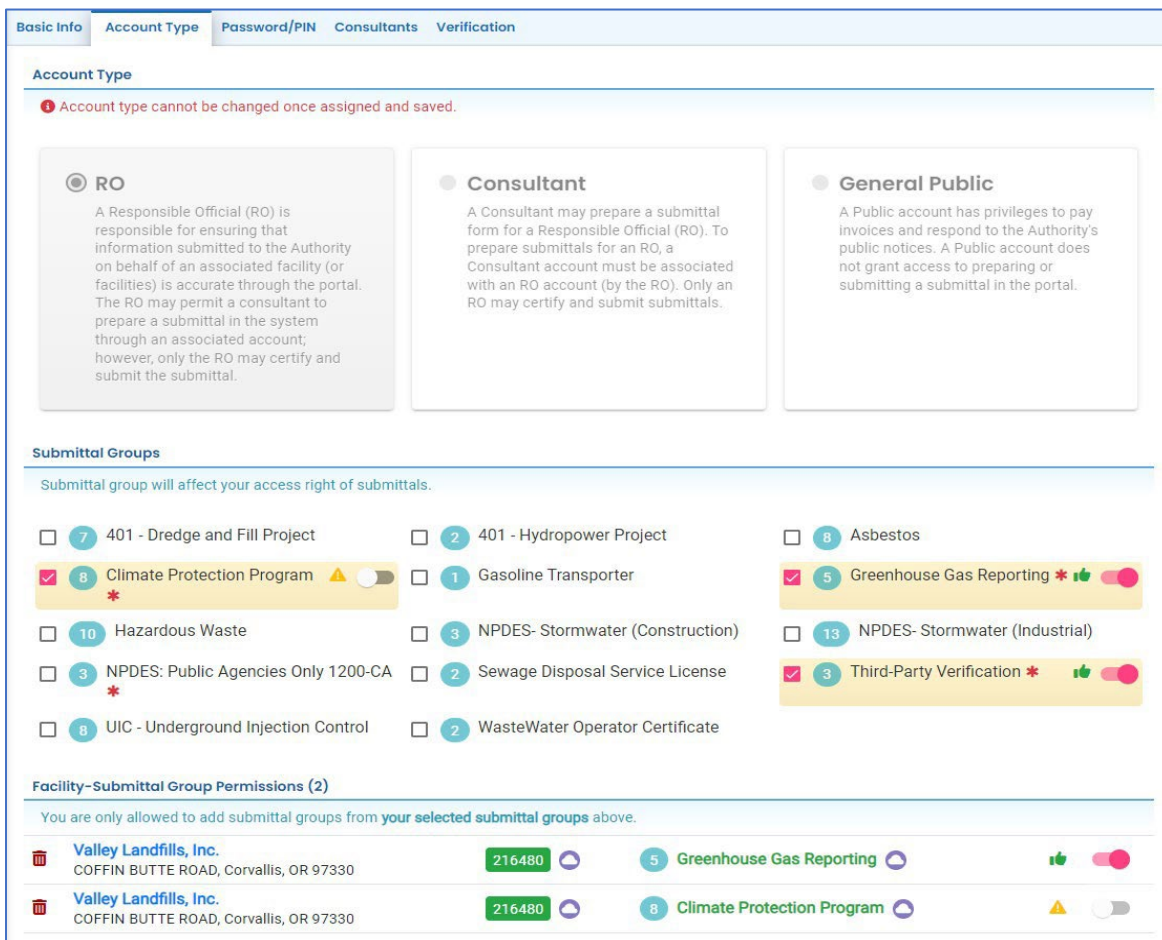 Basic Info Account Type Password/PIN Consultants Verification
Account Type
Account type cannot be changed once assigned and saved.
RO
A Responsible Official (RO) is
responsible for ensuring that
information submitted to the Authority
on behalf of an associated facility (or
facilities) is accurate through the portal.
The RO may permit a consultant to
prepare a submittal in the system
through an associated account;
however, only the RO may certify and
submit the submittal.
Consultant
A Consultant may prepare a submittal
form for a Responsible Official (RO). To
prepare submittals for an RO, a
Consultant account must be associated
with an RO account (by the RO). Only an
RO may certify and submit submittals.
General Public
A Public account has privileges to pay
invoices and respond to the Authority's
public notices. A Public account does
not grant access to preparing or
submitting a submittal in the portal.
Submittal Groups
Submittal group will affect your access right of submittals.
7 401 - Dredge and Fill Project 2 401 - Hydropower Project 8 Asbestos
8 Climate Protection Program 1 Gasoline Transporter 5 Greenhouse Gas Reporting *
*
10 Hazardous Waste 3 NPDES- Stormwater (Construction) 13 NPDES- Stormwater (Industrial)
3 NPDES: Public Agencies Only 1200-CA 2 Sewage Disposal Service License 3 Third-Party Verification *
*
8 UIC - Underground Injection Control 2 WasteWater Operator Certificate
Facility-Submittal Group Permissions (2)
You are only allowed to add submittal groups from your selected submittal groups above.
Valley Landfills, Inc. 216480 5 Greenhouse Gas Reporting
COFFIN BUTTE ROAD, Corvallis, OR 97330
Valley Landfills, Inc. 216480 8 Climate Protection Program
COFFIN BUTTE ROAD, Corvallis, OR 97330